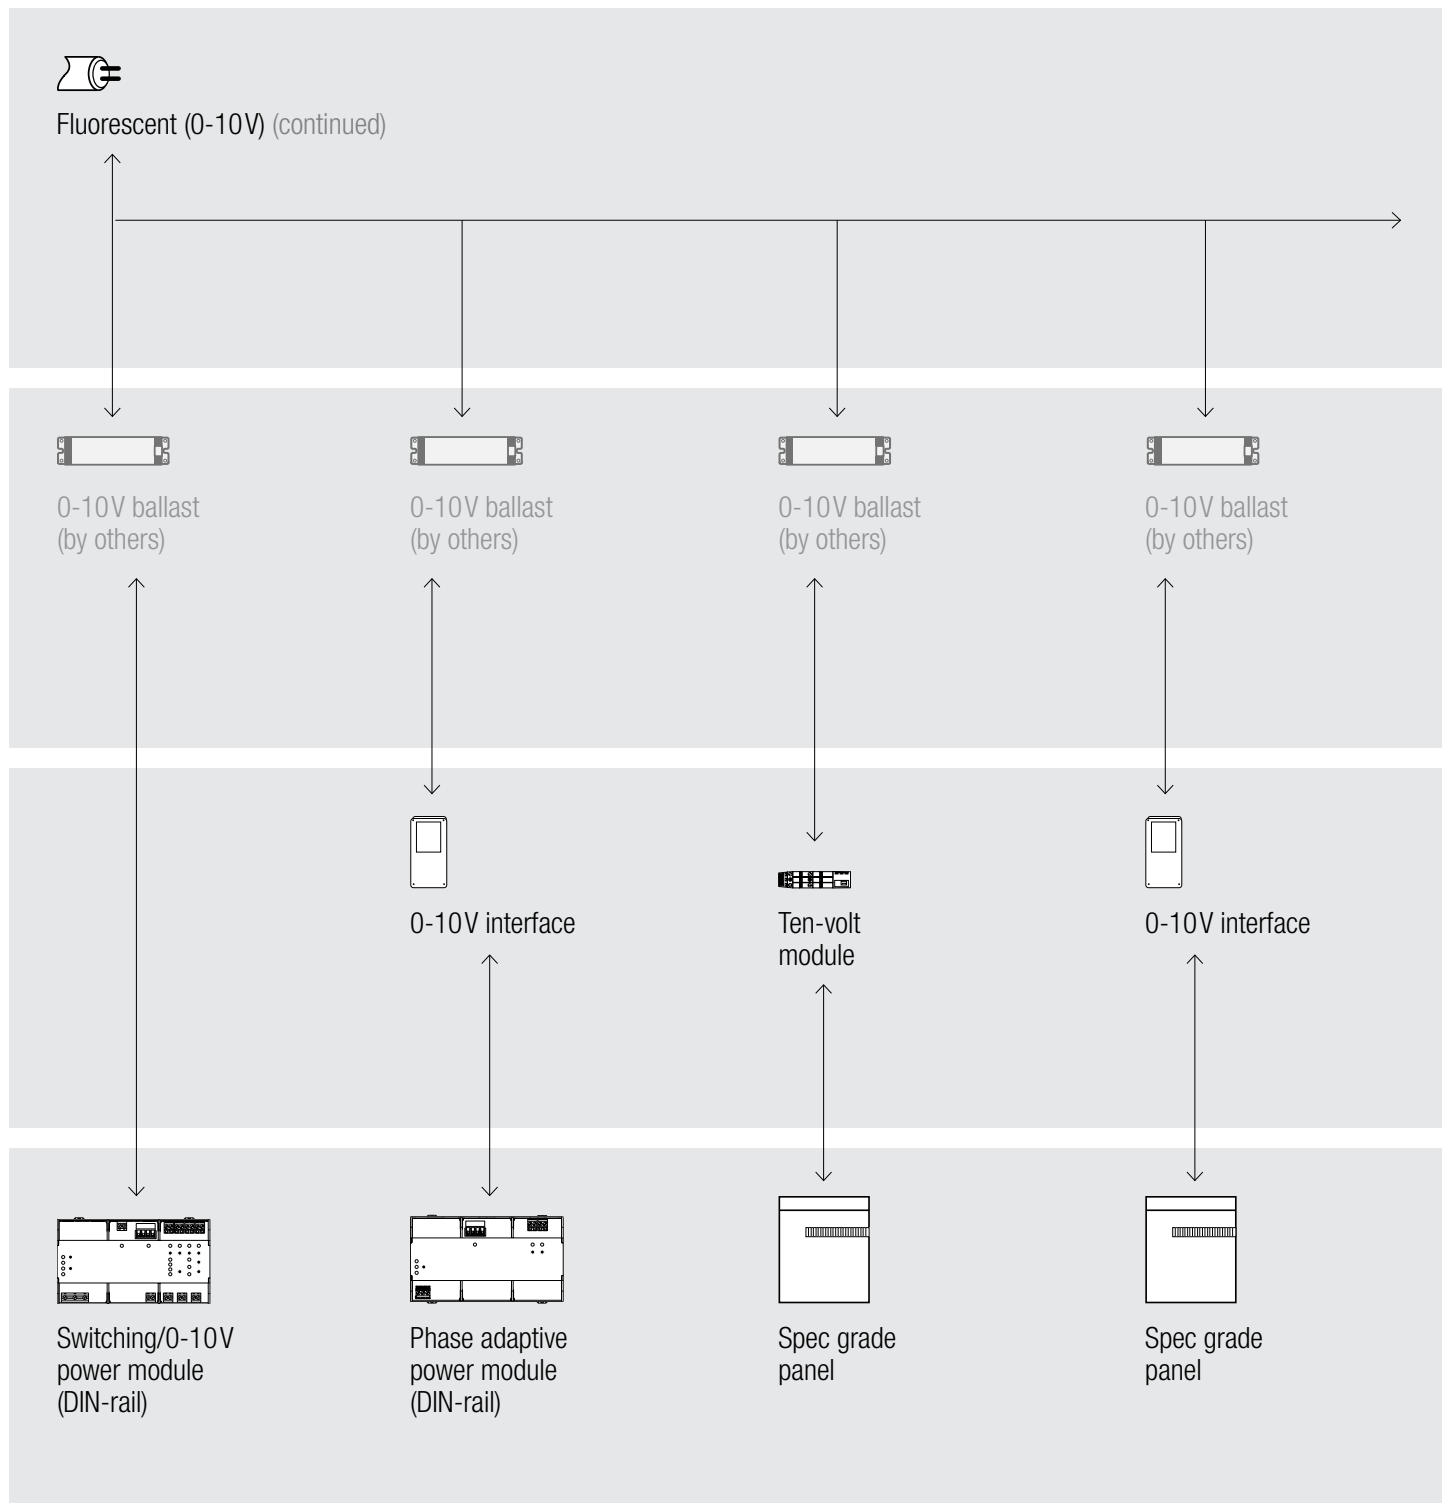 Fluorescent (0-10V) (continued)
0-10V ballast
(by others)
0-10V ballast
(by others)
0-10V ballast
(by others)
0-10V ballast
(by others)
0-10V interface
Ten-volt
module
0-10V interface
Switching/0-10V
power module
(DIN-rail)
Phase adaptive
power module
(DIN-rail)
Spec grade
panel
Spec grade
panel